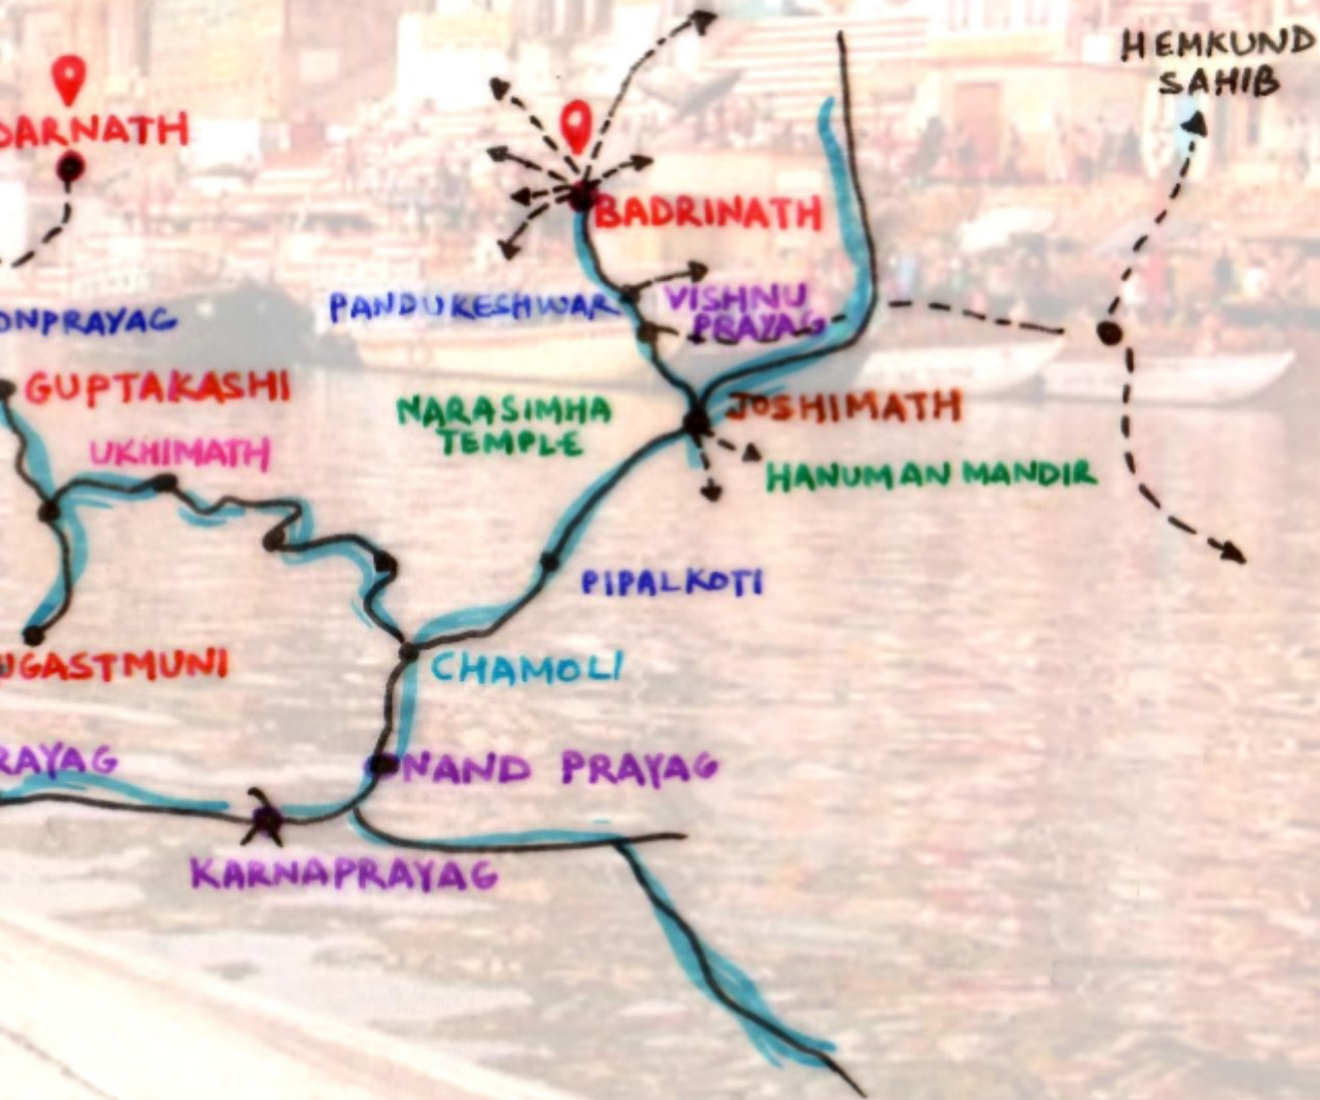 HEMKUND
SAHIB
DARNATH
BADRINATH
PANDUKESHWAR
VISHNU
PRAYAG
ONPRAYAG
GUPTAKASHI
NARASIMHA
TEMPLE
JOSHIMATH
UKHIMATH
HANUMAN MANDIR
PIPALKOTI
UGASTMUNI
CHAMOLI
RAYAG
NAND PRAYAG
KARNAPRAYAG